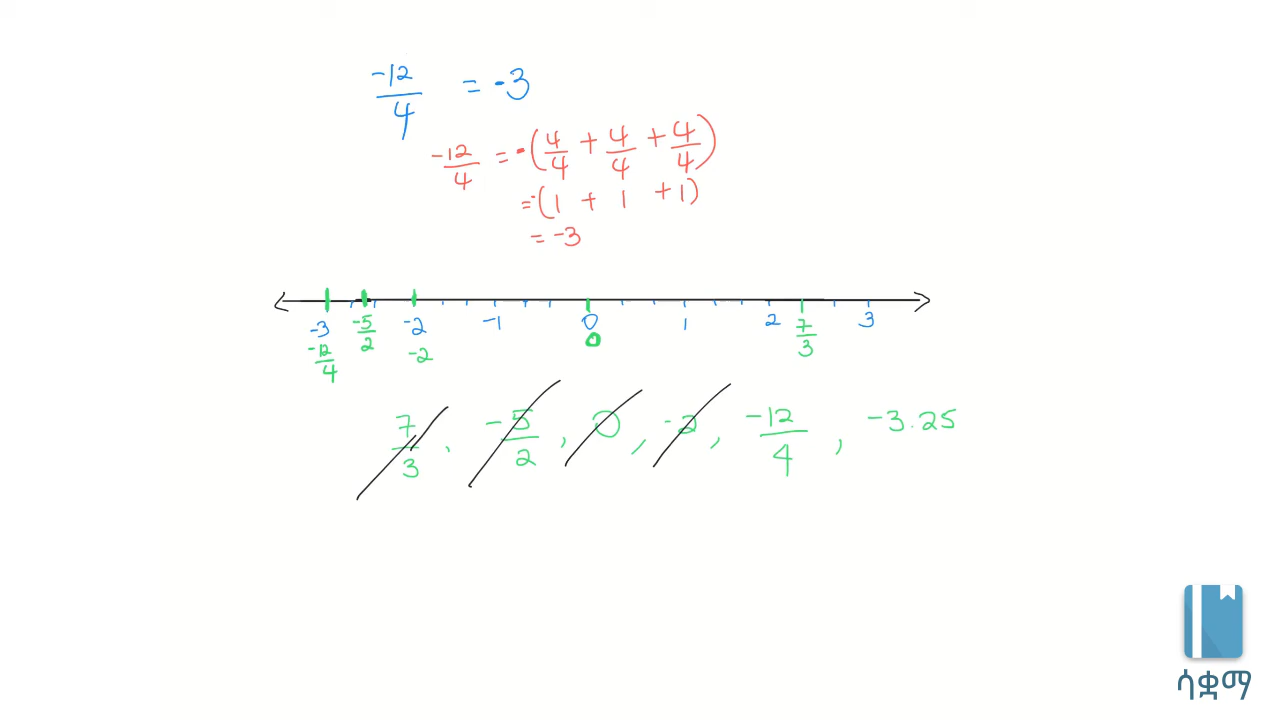 -12/4 = -3
-12/4 = -(4/4 + 4/4 + 4/4)
= -(1 + 1 + 1)
= -3
-3 -5/2 -2 -1 0 1 2 7/3 3
-12/4 -2 0
7/3, -5/2, 0, -2, -12/4, -3.25
ሳቋማ